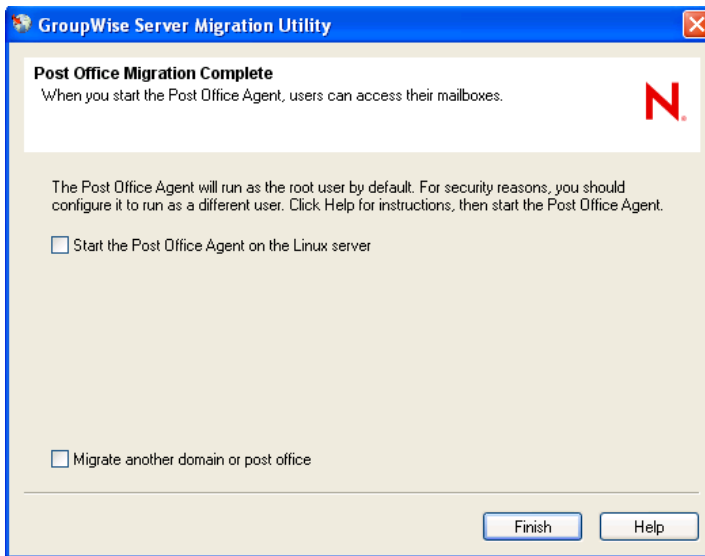 GroupWise Server Migration Utility
Post Office Migration Complete
When you start the Post Office Agent, users can access their mailboxes.
N.
The Post Office Agent will run as the root user by default. For security reasons, you should
configure it to run as a different user. Click Help for instructions, then start the Post Office Agent.
Start the Post Office Agent on the Linux server
Migrate another domain or post office
Finish
Help